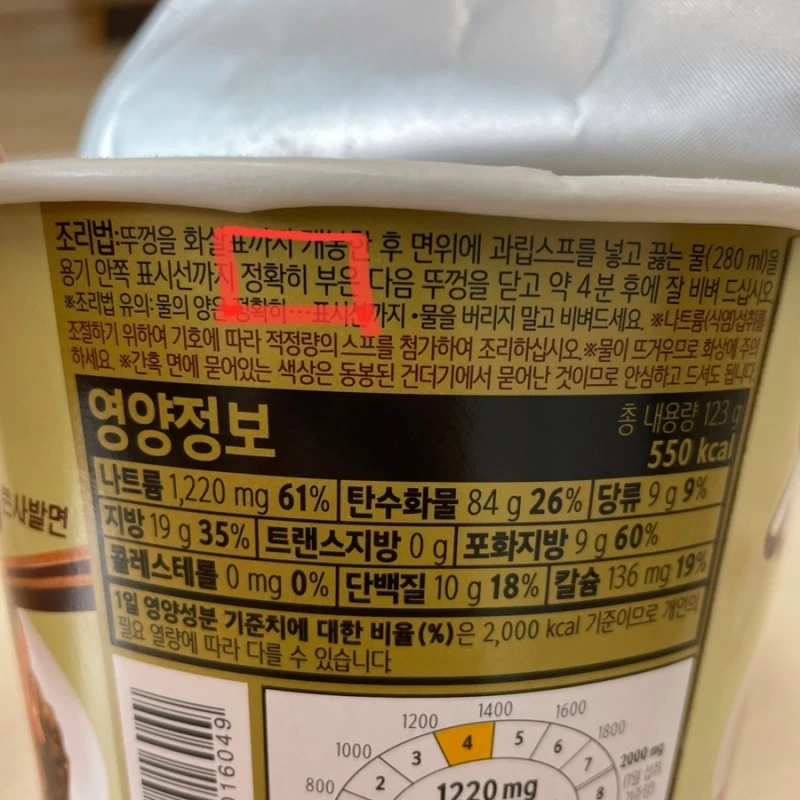 조리법:뚜껑을 화살표까지 개봉한 후 면위에 과립스프를 넣고 끓는 물(280 ml)을
용기 안쪽 표시선까지 정확히 부은 다음 뚜껑을 닫고 약 4분 후에 잘 비벼 드십시오.
※조리법 유의:물의 양은 정확히…표시선까지 •물을 버리지 말고 비벼드세요. ※나트륨(식염)섭취를
조절하기 위하여 기호에 따라 적정량의 스프를 첨가하여 조리하십시오.※물이 뜨거우므로 화상에 주의
하세요. ※간혹 면에 묻어있는 색상은 동봉된 건더기에서 묻어난 것이므로 안심하고 드셔도 됩니다.
영양정보
총 내용량 123 g
550 kcal
나트륨 1,220 mg 61% 탄수화물 84 g 26% 당류 9 g 9%
지방 19 g 35% 트랜스지방 0 g 포화지방 9 g 60%
콜레스테롤 0 mg 0% 단백질 10 g 18% 칼슘 136 mg 19%
1일 영양성분 기준치에 대한 비율(%)은 2,000 kcal 기준이므로 개인의
필요 열량에 따라 다를 수 있습니다.
사발면
16049
800 1000 1200 1400 1600 1800 2000 mg
2 3 4 5 6 7 8
1220 mg